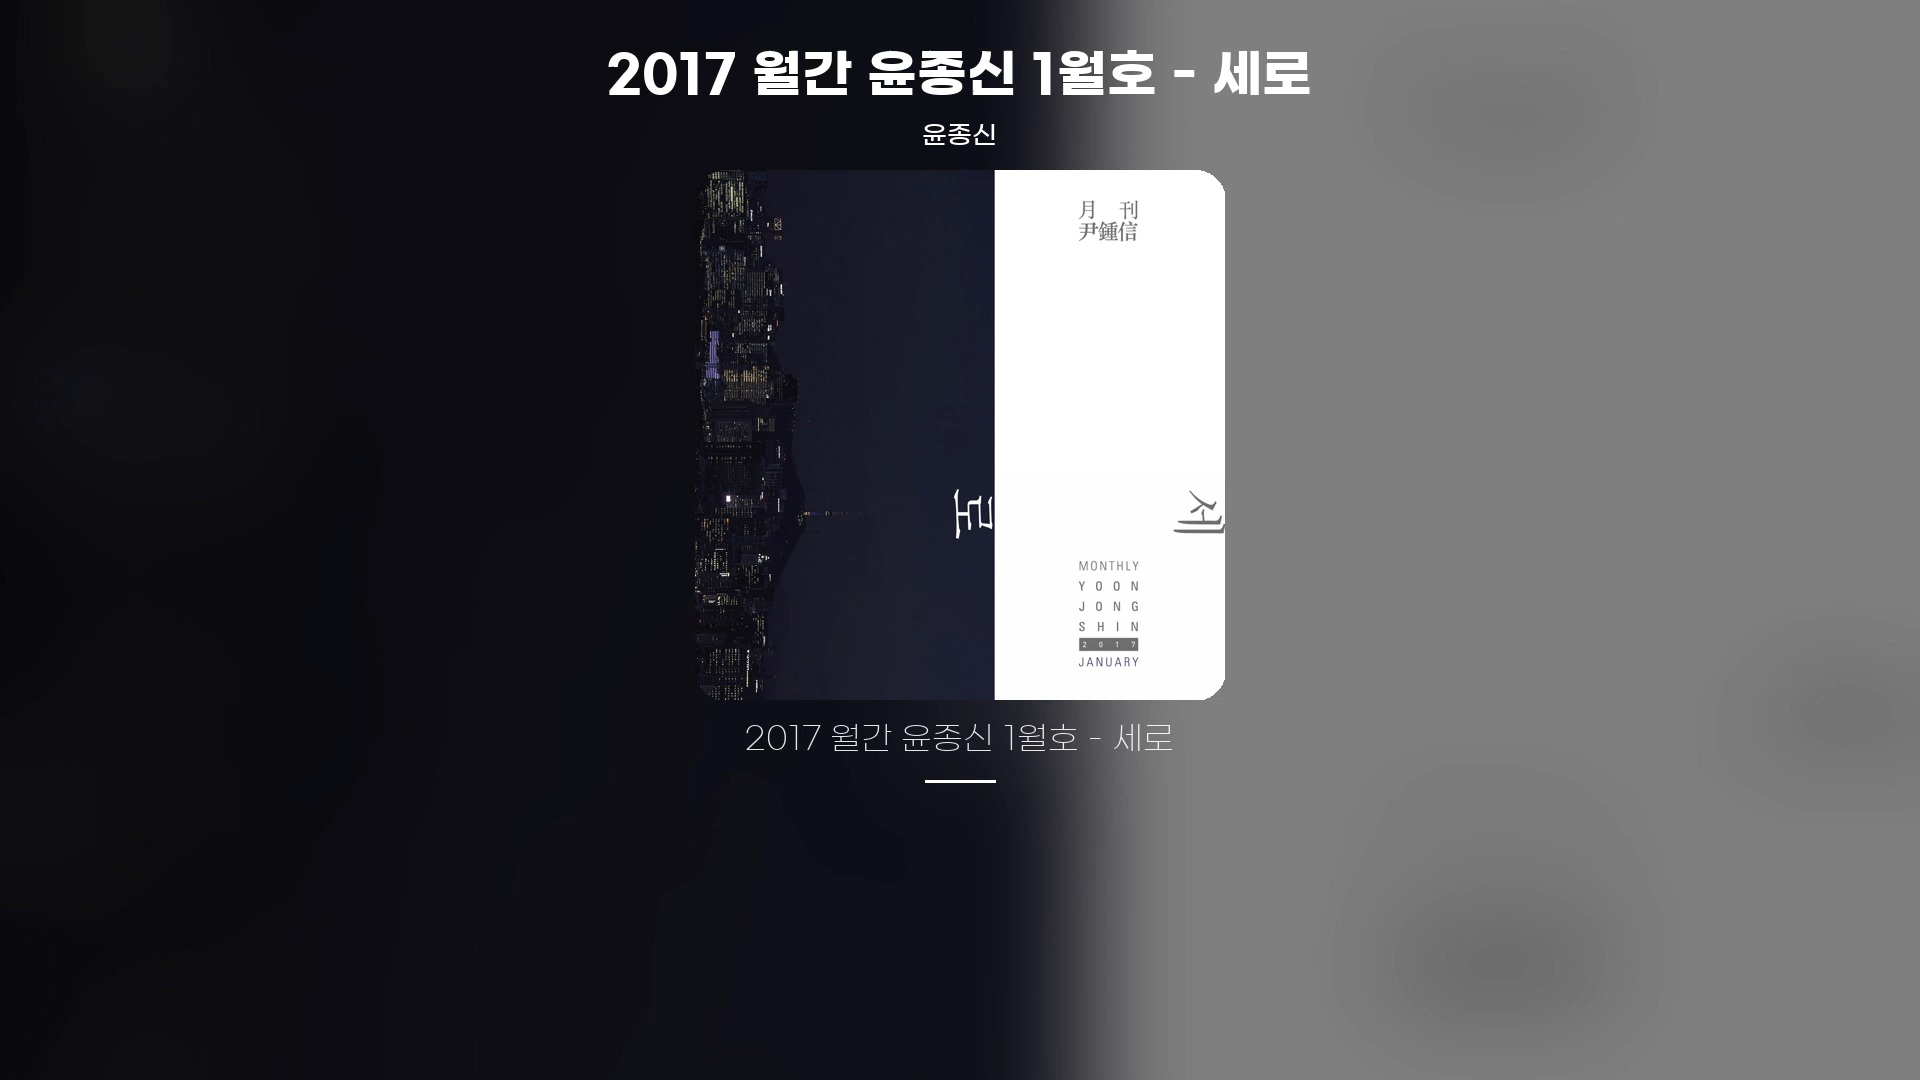 2017 월간 윤종신 1월호 - 세로
윤종신
月 刊
尹鍾信
세
로
MONTHLY
YOON
JONG
SHIN
2017
JANUARY
2017 월간 윤종신 1월호 - 세로